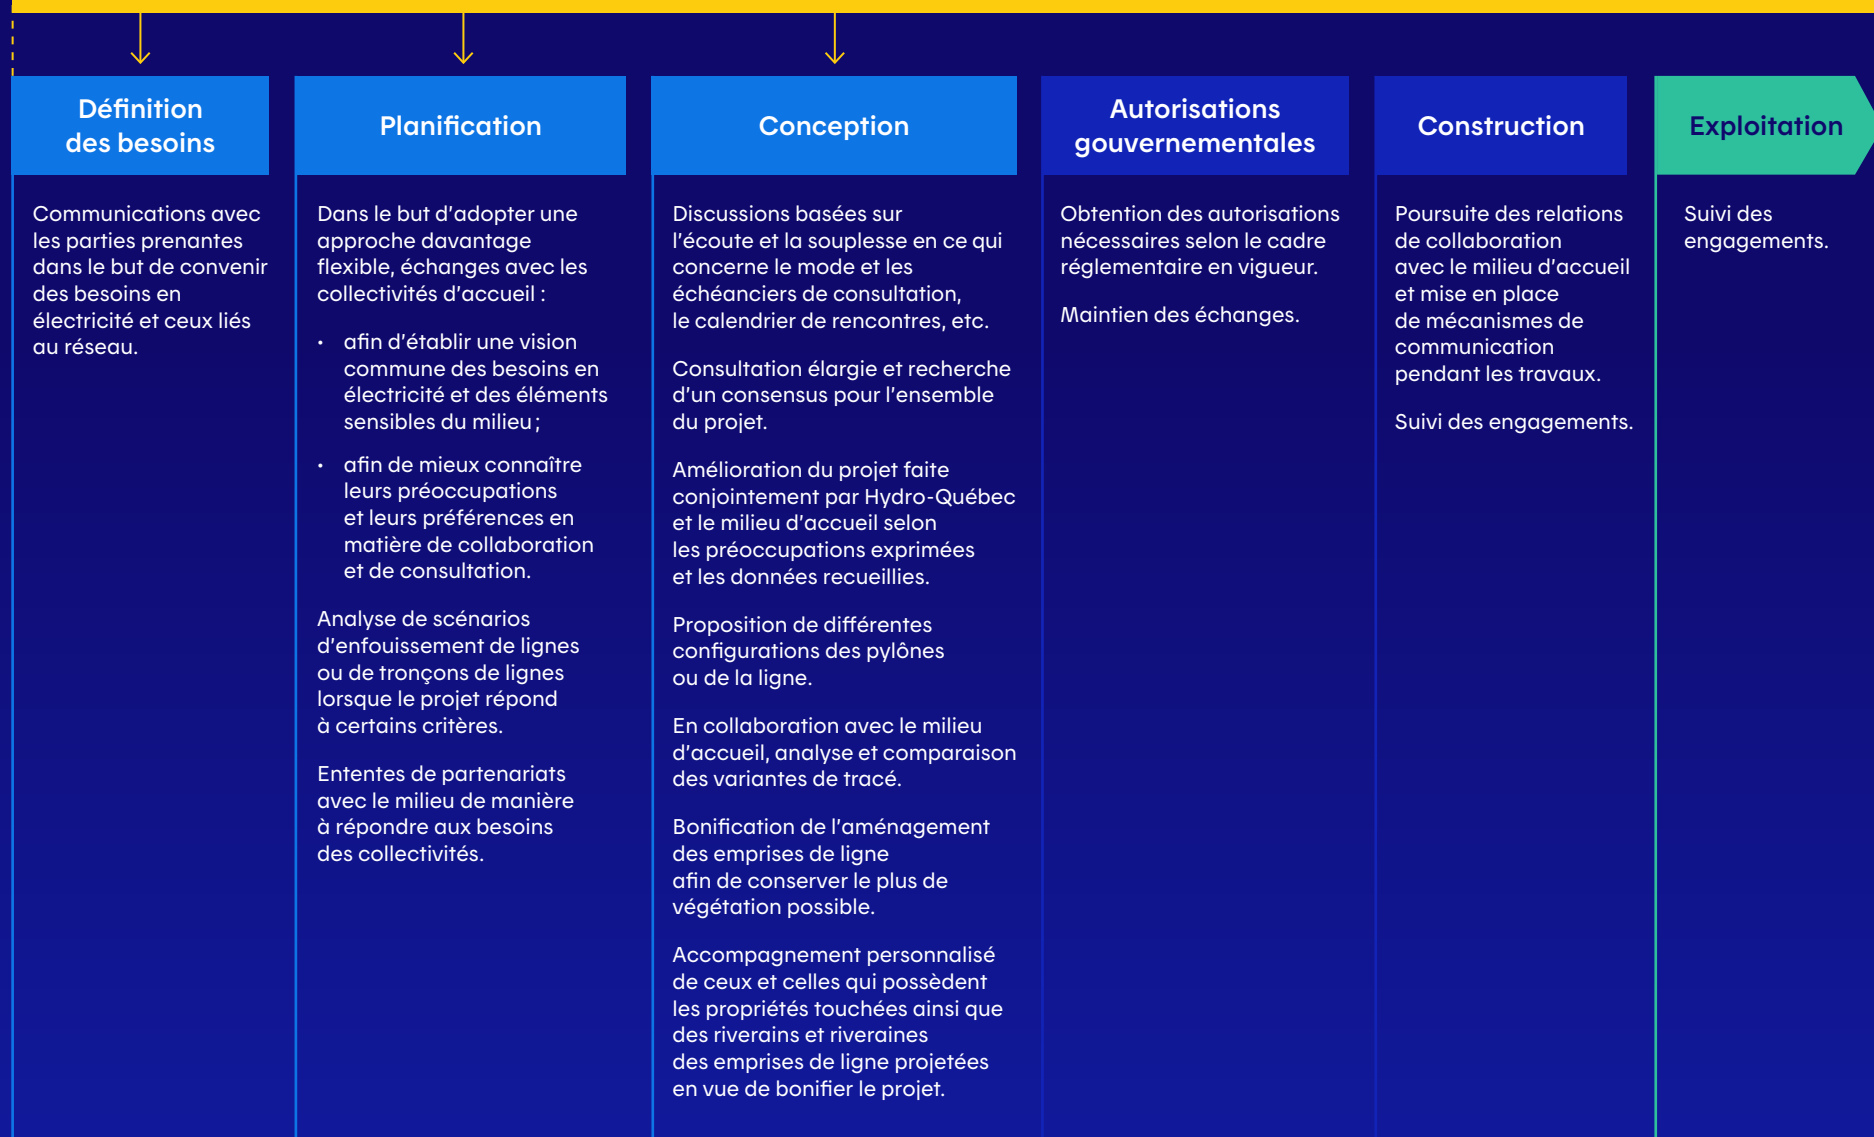 Définition
des besoins
Communications avec
les parties prenantes
dans le but de convenir
des besoins en
électricité et ceux liés
au réseau.
Planification
Dans le but d'adopter une
approche davantage
flexible, échanges avec les
collectivités d'accueil :
• afin d'établir une vision
commune des besoins en
électricité et des éléments
sensibles du milieu ;
• afin de mieux connaître
leurs préoccupations
et leurs préférences en
matière de collaboration
et de consultation.
Analyse de scénarios
d'enfouissement de lignes
ou de tronçons de lignes
lorsque le projet répond
à certains critères.
Ententes de partenariats
avec le milieu de manière
à répondre aux besoins
des collectivités.
Conception
Discussions basées sur
l'écoute et la souplesse en ce qui
concerne le mode et les
échéanciers de consultation,
le calendrier de rencontres, etc.
Consultation élargie et recherche
d'un consensus pour l'ensemble
du projet.
Amélioration du projet faite
conjointement par Hydro-Québec
et le milieu d'accueil selon
les préoccupations exprimées
et les données recueillies.
Proposition de différentes
configurations des pylônes
ou de la ligne.
En collaboration avec le milieu
d'accueil, analyse et comparaison
des variantes de tracé.
Bonification de l'aménagement
des emprises de ligne
afin de conserver le plus de
végétation possible.
Accompagnement personnalisé
de ceux et celles qui possèdent
les propriétés touchées ainsi que
des riverains et riveraines
des emprises de ligne projetées
en vue de bonifier le projet.
Autorisations
gouvernementales
Obtention des autorisations
nécessaires selon le cadre
réglementaire en vigueur.
Maintien des échanges.
Construction
Poursuite des relations
de collaboration
avec le milieu d'accueil
et mise en place
de mécanismes de
communication
pendant les travaux.
Suivi des engagements.
Exploitation
Suivi des
engagements.